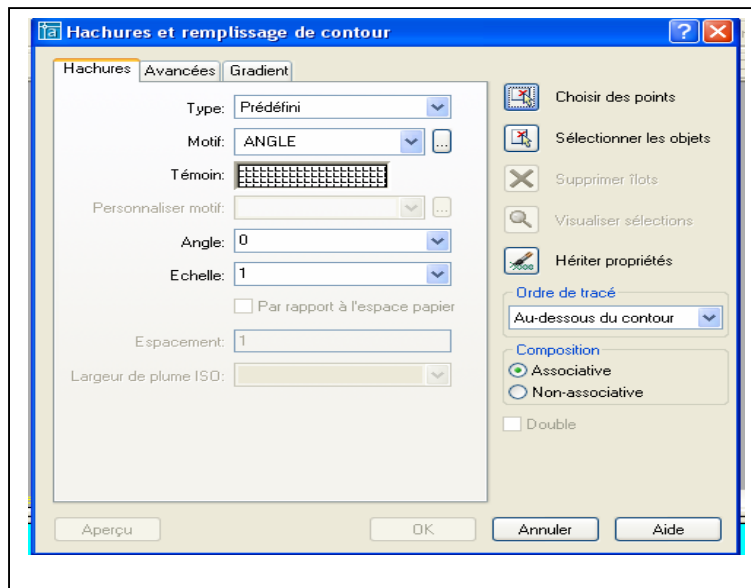 Hachures et remplissage de contour
Hachures
Avancées
Gradient
Type: Prédéfini
Motif: ANGLE ...
Témoin:
Personnaliser motif: ...
Angle: 0
Echelle: 1
Par rapport à l'espace papier
Espacement: 1
Largeur de plume ISO:
Choisir des points
Sélectionner les objets
Supprimer îlots
Visualiser sélections
Hériter propriétés
Ordre de tracé
Au-dessous du contour
Composition
Associative
Non-associative
Double
Aperçu
OK
Annuler
Aide